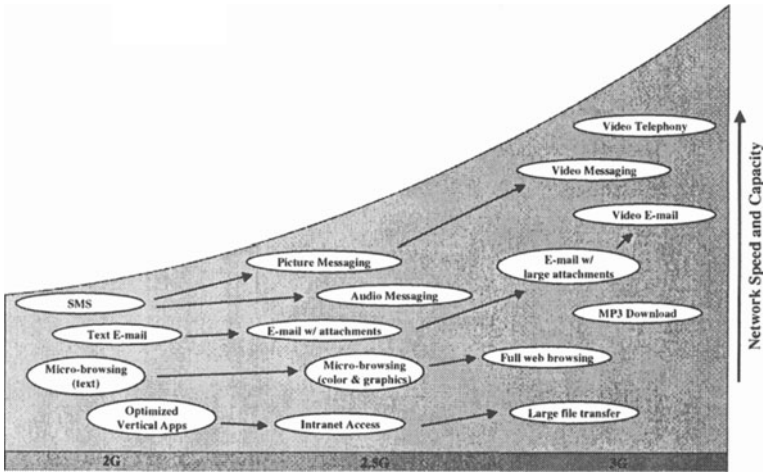 Video Telephony
Video Messaging
Video E-mail
Picture Messaging
E-mail w/
large attachments
SMS
Audio Messaging
MP3 Download
Text E-mail
E-mail w/ attachments
Full web browsing
Micro-browsing
(text)
Micro-browsing
(color & graphics)
Optimized
Vertical Apps
Intranet Access
Large file transfer
2G
2.5G
3G
Network Speed and Capacity